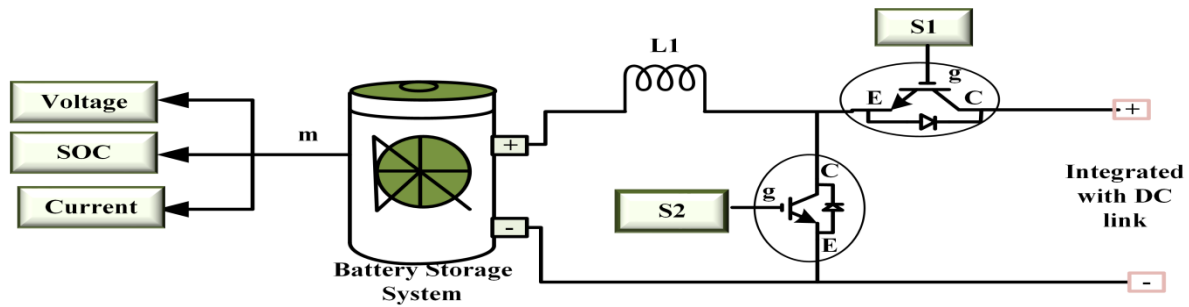 Voltage
SOC
Current
m
+
-
Battery Storage
System
L1
S1
g
E
C
S2
g
C
E
+
Integrated
with DC
link
-